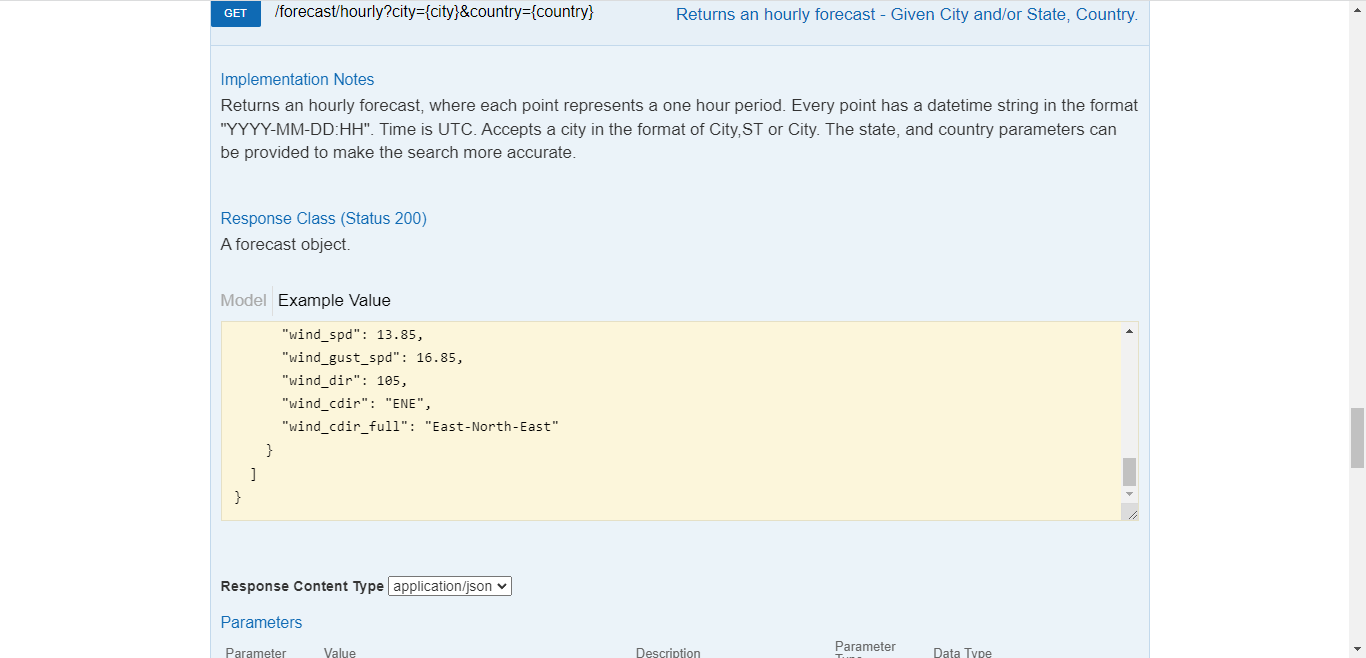 GET /forecast/hourly?city={city}&country={country} Returns an hourly forecast - Given City and/or State, Country.
Implementation Notes
Returns an hourly forecast, where each point represents a one hour period. Every point has a datetime string in the format
"YYYY-MM-DD:HH". Time is UTC. Accepts a city in the format of City,ST or City. The state, and country parameters can
be provided to make the search more accurate.
Response Class (Status 200)
A forecast object.
Model Example Value
"wind_spd": 13.85,
"wind_gust_spd": 16.85,
"wind_dir": 105,
"wind_cdir": "ENE",
"wind_cdir_full": "East-North-East"
}
]
}
Response Content Type application/json
Parameters
Parameter Value Description Parameter Type Data Type